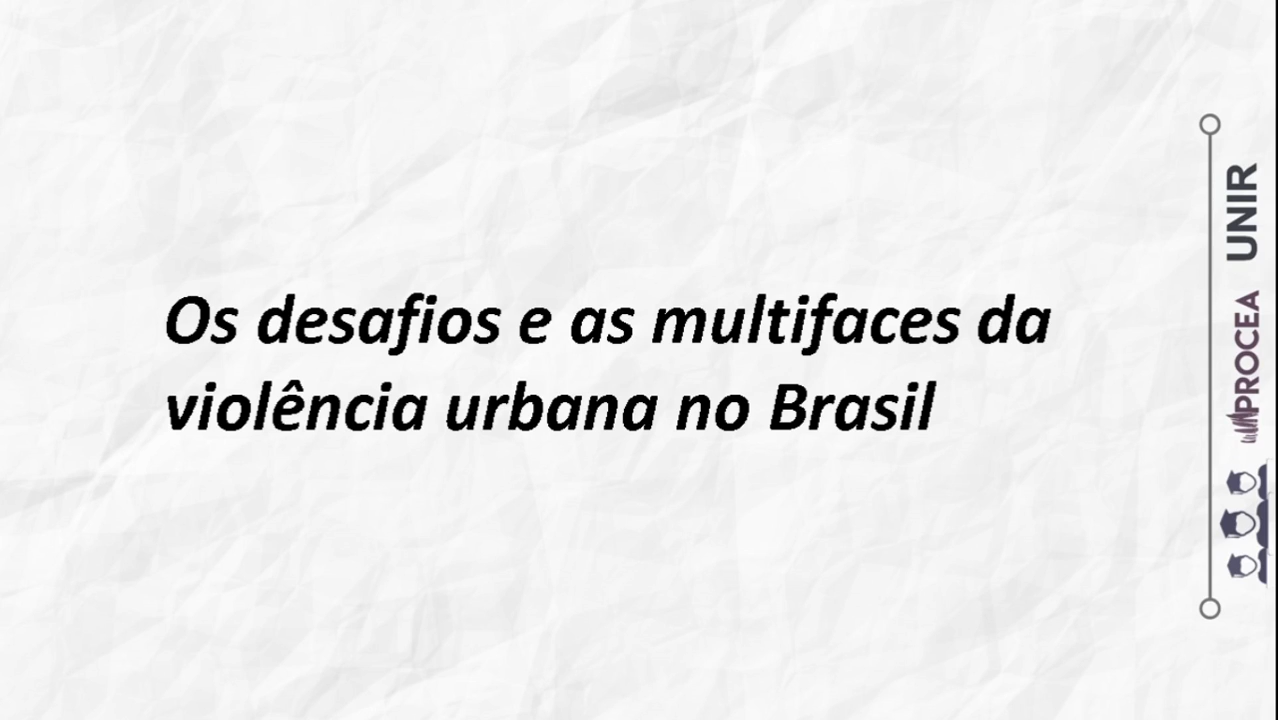 Os desafios e as multifaces da
violência urbana no Brasil
UNIR
PROCEA